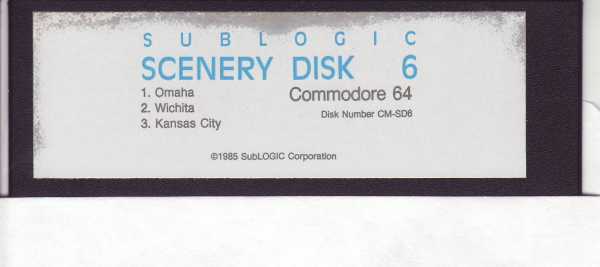 SUBLOGIC
SCENERY DISK 6
1. Omaha
Commodore 64
2. Wichita
Disk Number CM-SD6
3. Kansas City
©1985 SubLOGIC Corporation